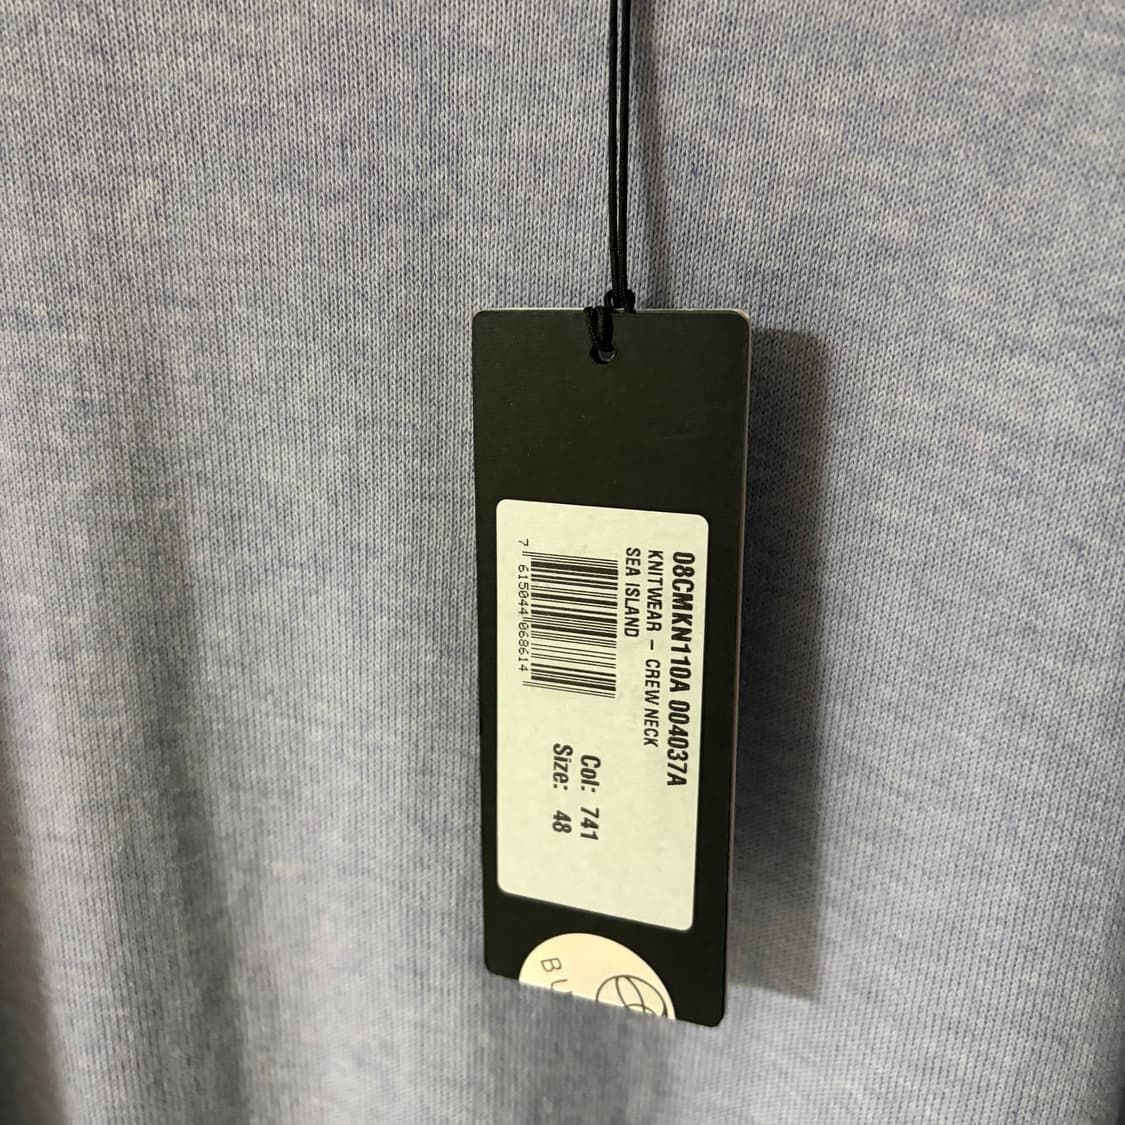 08CMKN110A 004037A
KNITWEAR – CREW NECK
SEA ISLAND
7 615044 068614
Col: 741
Size: 48